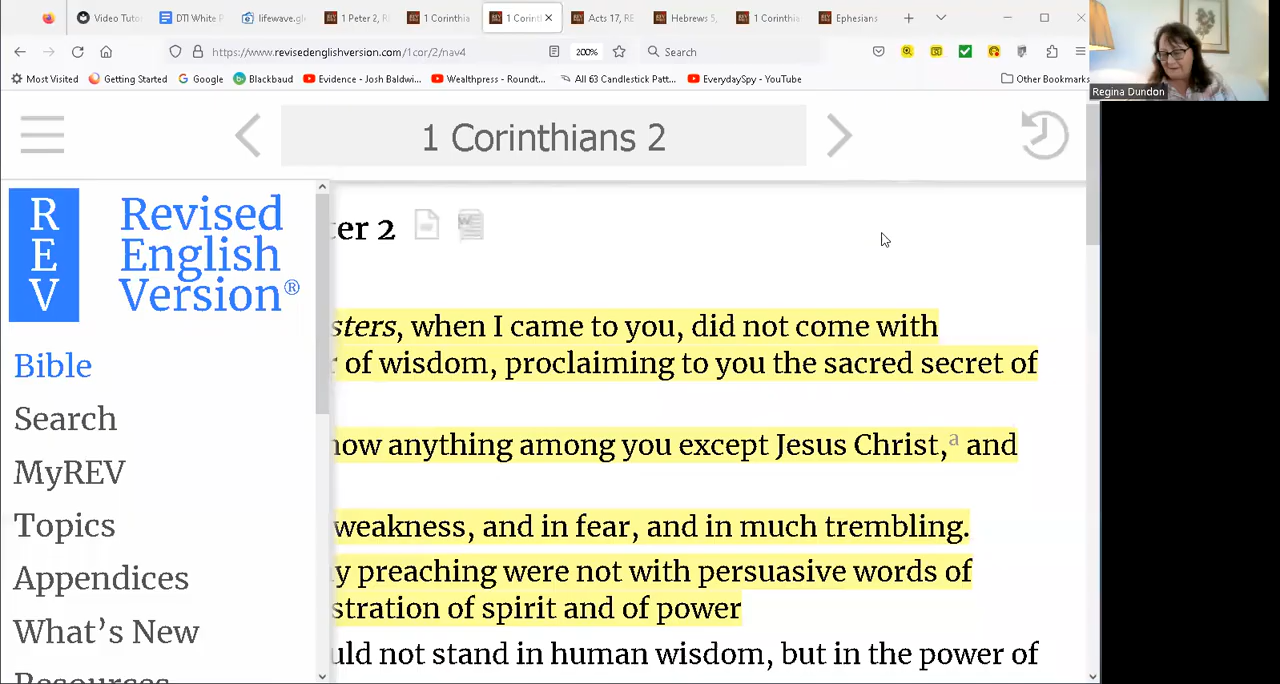 Video Tuto
DTI White P
lifewave.gl
1 Peter 2, R
1 Corinthia
1 Corint
Acts 17, RE
Hebrews 5,
1 Corinthia
Ephesians
https://www.revisedenglishversion.com/1cor/2/nav4
200%
Search
Most Visited
Getting Started
Google
Blackbaud
Evidence - Josh Baldwi...
Wealthpress - Roundt...
All 63 Candlestick Patt...
EverydaySpy - YouTube
Other Bookmarks
Regina Dundon
1 Corinthians 2
R
E
V
Revised
English
Version®
Bible
Search
MyREV
Topics
Appendices
What's New
Resources
ter 2
sters, when I came to you, did not come with
r of wisdom, proclaiming to you the sacred secret of
now anything among you except Jesus Christ,a and
weakness, and in fear, and in much trembling.
y preaching were not with persuasive words of
stration of spirit and of power
uld not stand in human wisdom, but in the power of